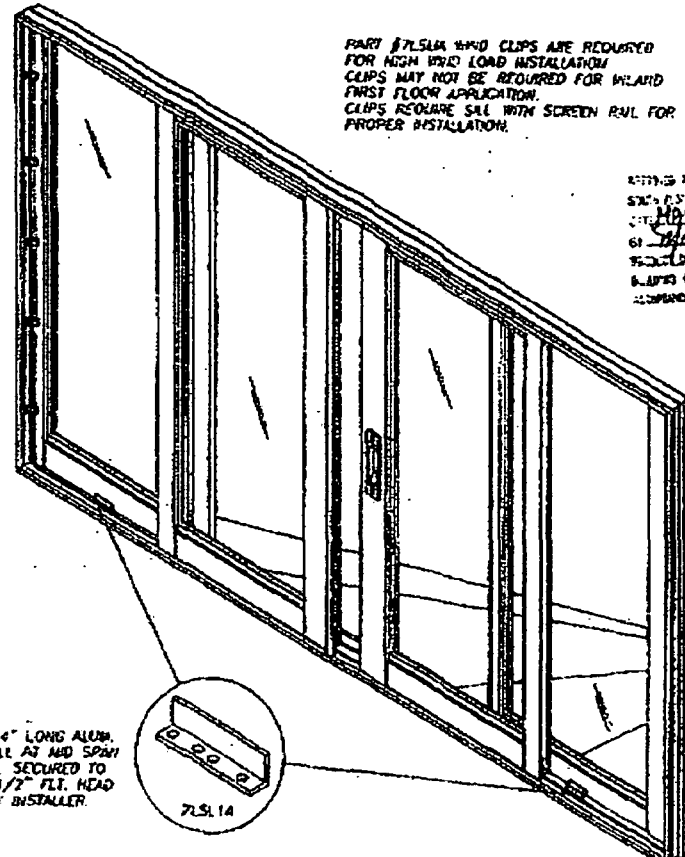 PART #7LSL1A WIND CLIPS ARE REQUIRED
FOR HIGH WIND LOAD INSTALLATION
CLIPS MAY NOT BE REQUIRED FOR INLAND
FIRST FLOOR APPLICATION.
CLIPS REQUIRE SILL WITH SCREEN RAIL FOR
PROPER INSTALLATION.
4" LONG ALUM.
AT MID SPAN
SECURED TO
1/2" FLT. HEAD
INSTALLER.
7LSL1A